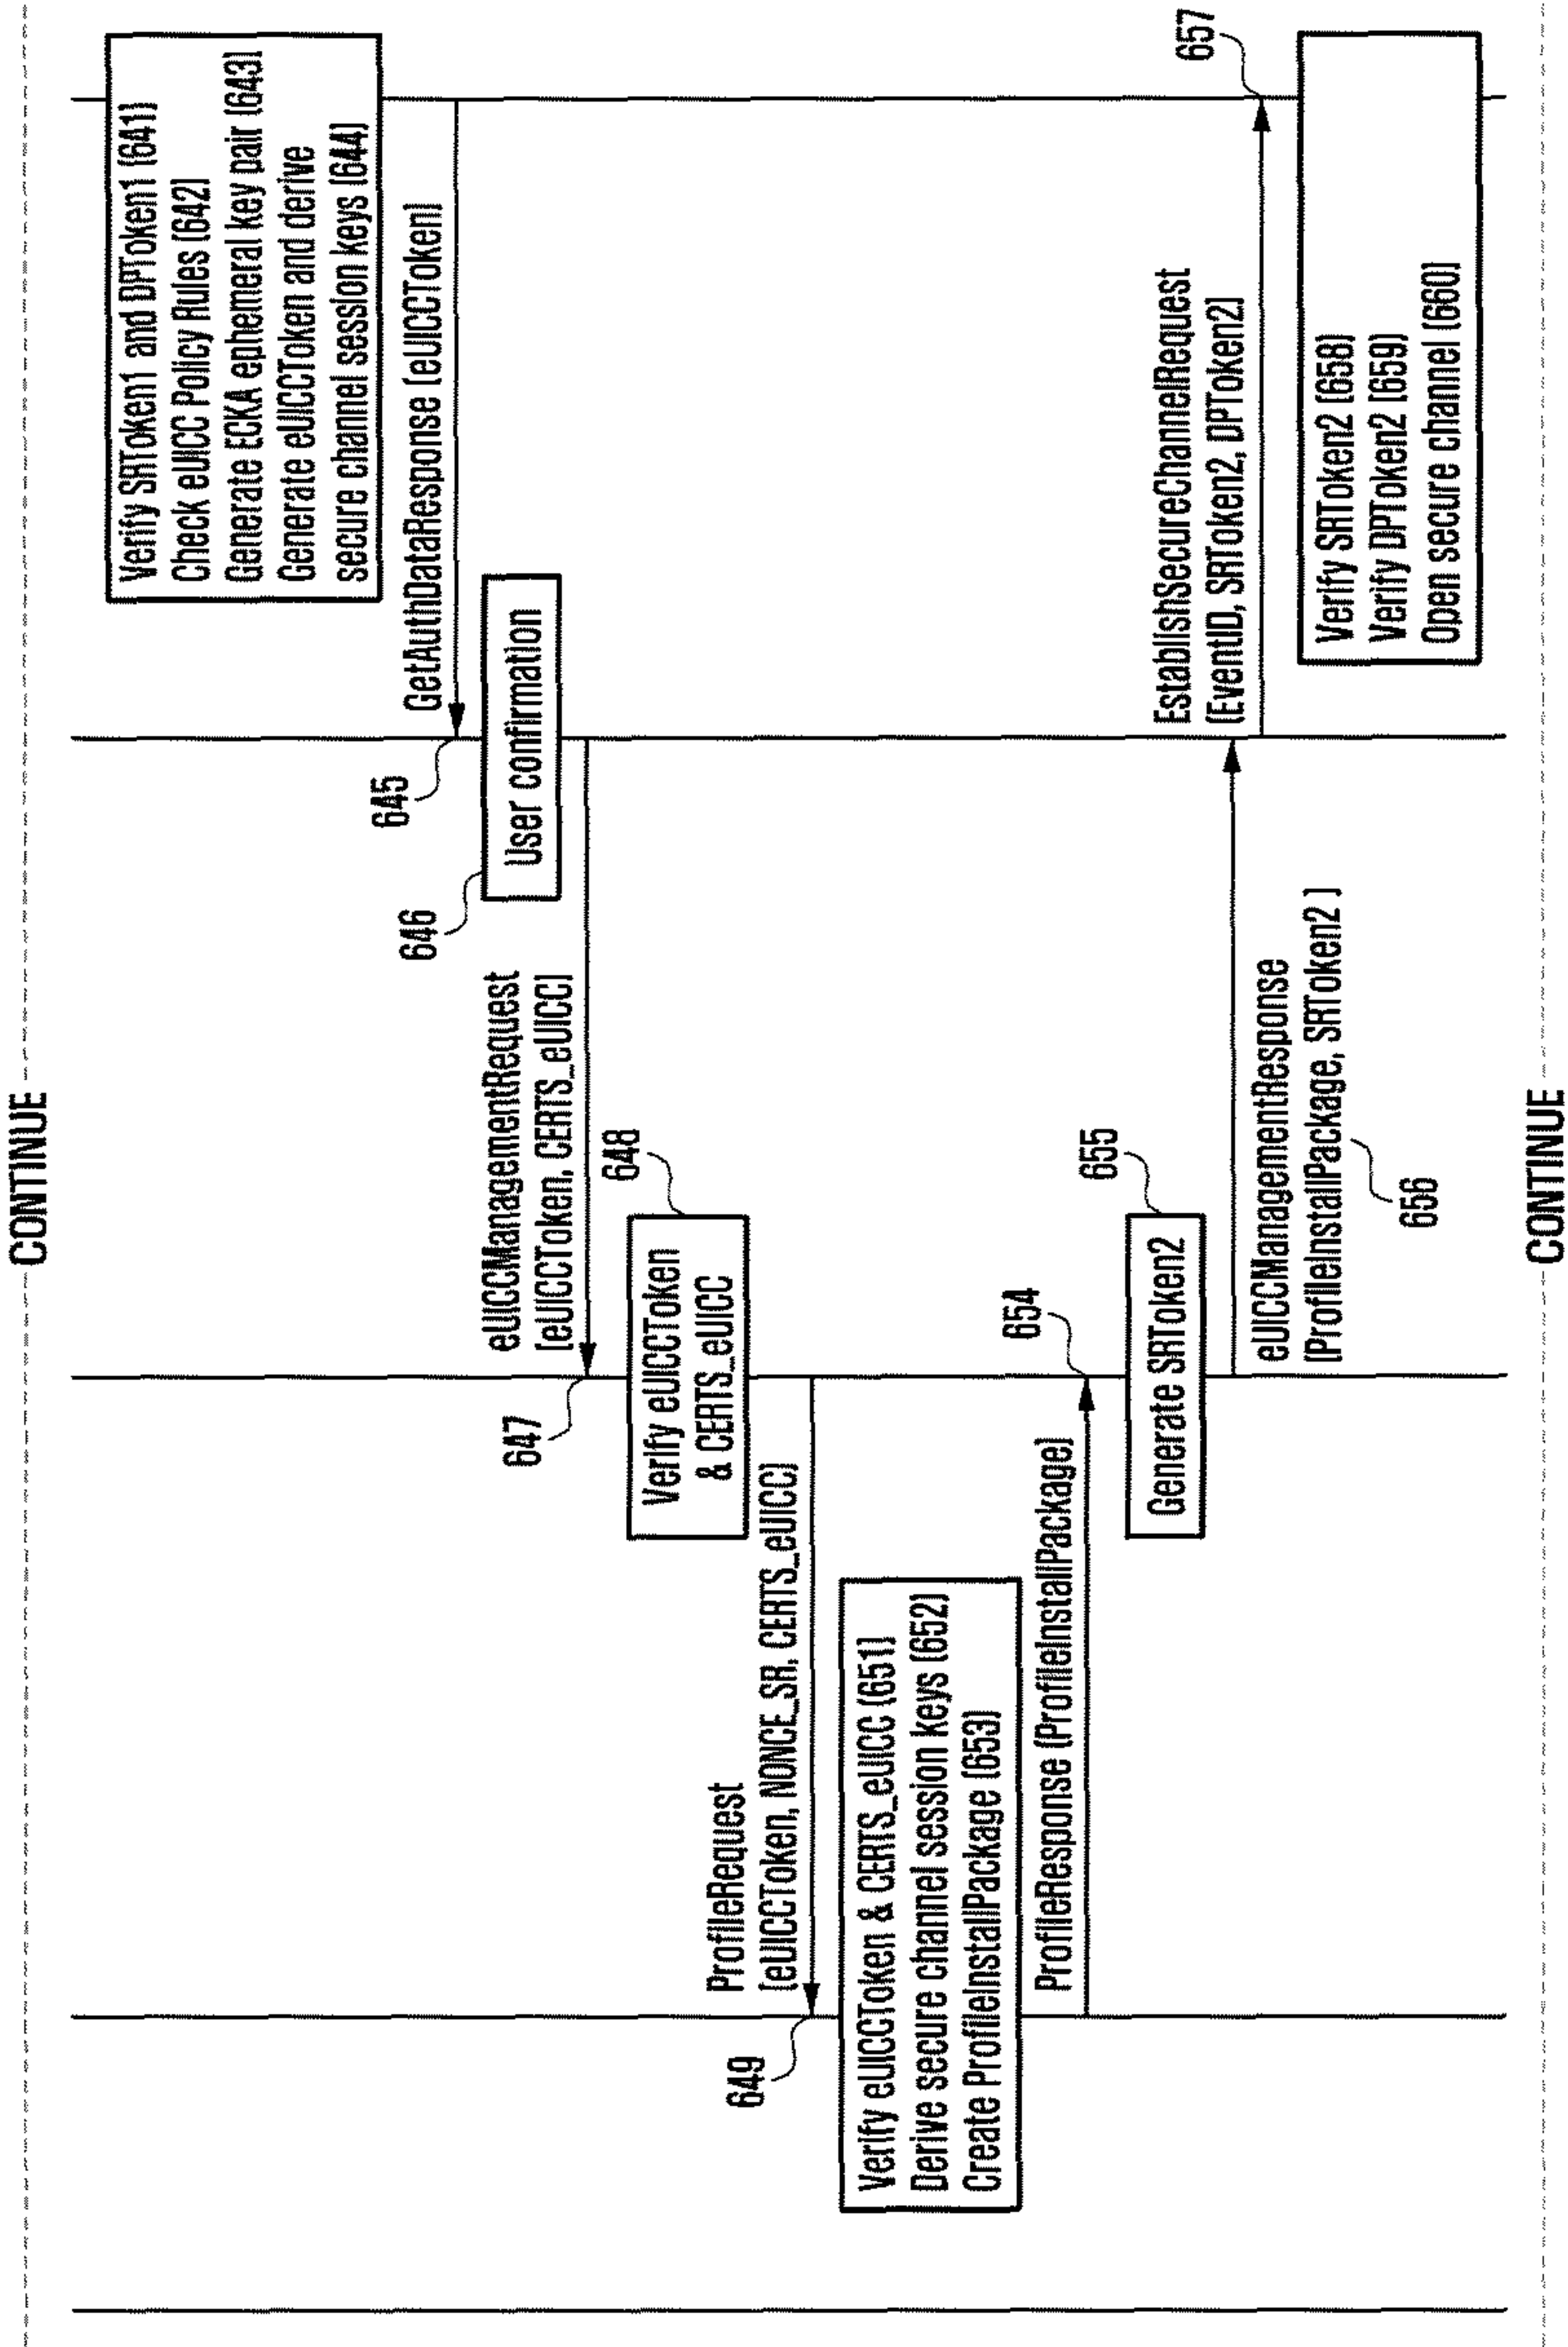 CONTINUE
Verify SRToken1 and DPToken1 (641)
Check eUICC Policy Rules (642)
Generate ECKA ephemeral key pair (643)
Generate eUICCToken and derive
secure channel session keys (644)
GetAuthDataResponse (eUICCToken)
645
646
User confirmation
eUICCManagementRequest
(eUICCToken, CERTS_eUICC)
647
648
Verify eUICCToken
& CERTS_eUICC
ProfileRequest
(eUICCToken, NONCE_SR, CERTS_eUICC)
649
Verify eUICCToken & CERTS_eUICC (651)
Derive secure channel session keys (652)
Create ProfileInstallPackage (653)
654
ProfileResponse (ProfileInstallPackage)
655
Generate SRToken2
eUICCManagementResponse
(ProfileInstallPackage, SRToken2 )
656
EstablishSecureChannelRequest
(EventID, SRToken2, DPToken2)
657
Verify SRToken2 (658)
Verify DPToken2 (659)
Open secure channel (660)
CONTINUE